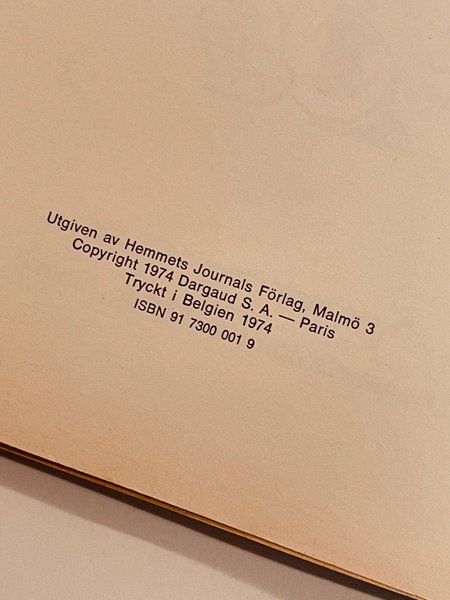 Utgiven av Hemmets Journals Förlag, Malmö 3
Copyright 1974 Dargaud S. A. — Paris
Tryckt i Belgien 1974
ISBN 91 7300 001 9